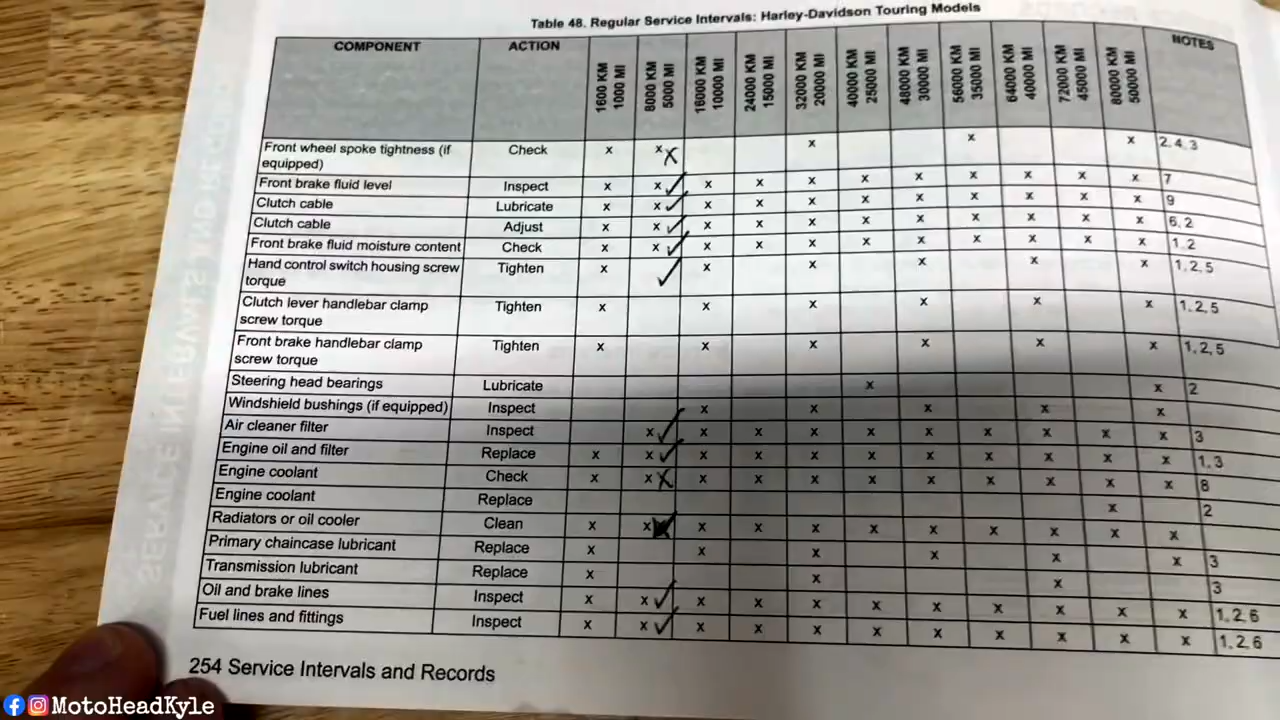 Table 48. Regular Service Intervals: Harley-Davidson Touring Models
COMPONENT ACTION 1600 KM 1000 MI 8000 KM 5000 MI 16000 KM 10000 MI 24000 KM 15000 MI 32000 KM 20000 MI 40000 KM 25000 MI 48000 KM 30000 MI 56000 KM 35000 MI 64000 KM 40000 MI 72000 KM 45000 MI 80000 KM 50000 MI NOTES
Front wheel spoke tightness (if equipped) Check x x X x x x 2, 4, 3
Front brake fluid level Inspect x x ✓ x x x x x x x x x 7
Clutch cable Lubricate x x ✓ x x x x x x x x x 9
Clutch cable Adjust x x ✓ x x x x x x x x x 6, 2
Front brake fluid moisture content Check x x ✓ x x x x x x x x x 1, 2
Hand control switch housing screw torque Tighten x ✓ x x x x x 1, 2, 5
Clutch lever handlebar clamp screw torque Tighten x x x x x x 1, 2, 5
Front brake handlebar clamp screw torque Tighten x x x x x x 1, 2, 5
Steering head bearings Lubricate x x 2
Windshield bushings (if equipped) Inspect x x x x x
Air cleaner filter Inspect x ✓ x x x x x x x x x 3
Engine oil and filter Replace x x ✓ x x x x x x x x x 1, 3
Engine coolant Check x x X x x x x x x x x x 8
Engine coolant Replace x 2
Radiators or oil cooler Clean x x ✓ x x x x x x x x x
Primary chaincase lubricant Replace x x x x x x 3
Transmission lubricant Replace x x x 3
Oil and brake lines Inspect x x ✓ x x x x x x x x x 1, 2, 6
Fuel lines and fittings Inspect x x ✓ x x x x x x x x x 1, 2, 6
254 Service Intervals and Records
MotoHeadKyle